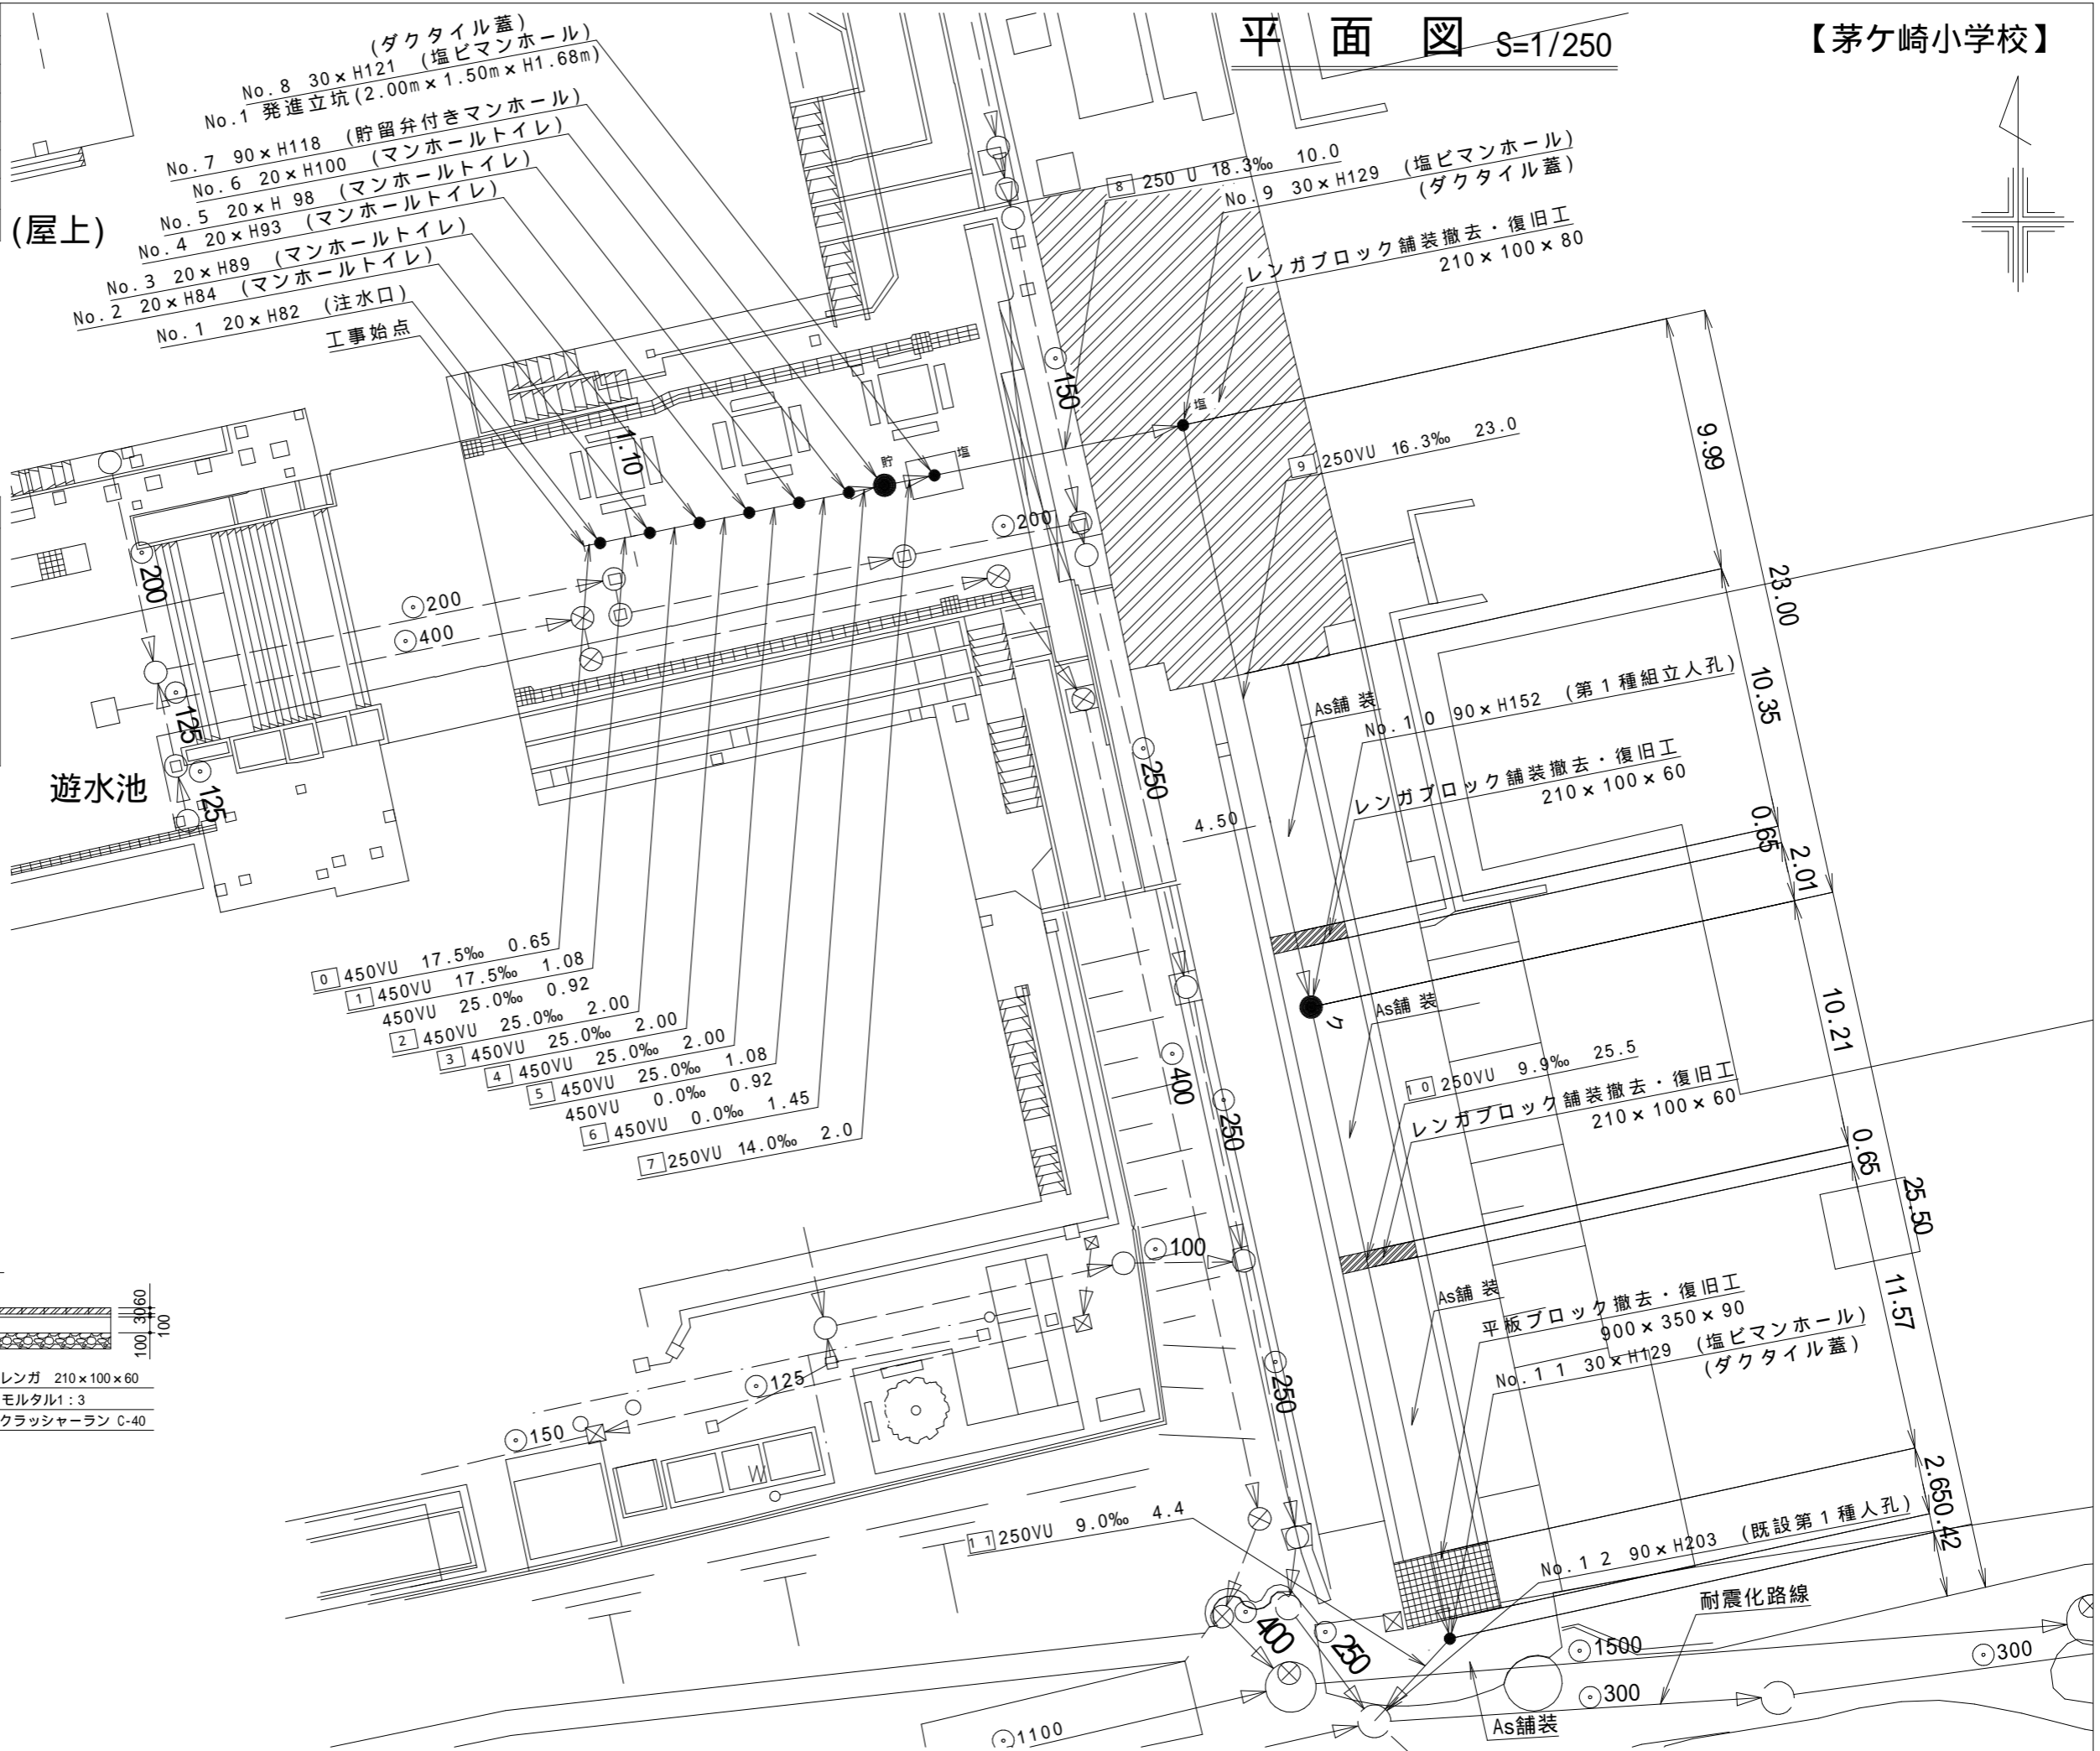 平 面 図 S=1/250
【茅ケ崎小学校】
(ダクタイル蓋)
No.8 30×H121 (塩ビマンホール)
No.1 発進立坑(2.00m×1.50m×H1.68m)
No.7 90×H118 (貯留弁付きマンホール)
No.6 20×H100 (マンホールトイレ)
No.5 20×H 98 (マンホールトイレ)
No.4 20×H93 (マンホールトイレ)
No.3 20×H89 (マンホールトイレ)
No.2 20×H84 (マンホールトイレ)
No.1 20×H82 (注水口)
工事始点
(屋上)
8 250 U 18.3‰ 10.0
No.9 30×H129 (塩ビマンホール)
(ダクタイル蓋)
レンガブロック舗装撤去・復旧工
210×100×80
150
塩
9.99
9 250VU 16.3‰ 23.0
1.10
貯
塩
200
200
200
400
23.00
125
遊水池
125
250
As舗 装
No.1 0 90×H152 (第1種組立人孔)
10.35
レンガブロック舗装撤去・復旧工
210×100×60
4.50
0.65
2.01
0 450VU 17.5‰ 0.65
1 450VU 17.5‰ 1.08
450VU 25.0‰ 0.92
2 450VU 25.0‰ 2.00
3 450VU 25.0‰ 2.00
4 450VU 25.0‰ 2.00
5 450VU 25.0‰ 1.08
450VU 0.0‰ 0.92
6 450VU 0.0‰ 1.45
7 250VU 14.0‰ 2.0
ク
As舗 装
10.21
400
250
1 0 250VU 9.9‰ 25.5
レンガブロック舗装撤去・復旧工
210×100×60
0.65
25.50
100
As舗 装
平板ブロック撤去・復旧工
900×350×90
11.57
No.1 1 30×H129 (塩ビマンホール)
(ダクタイル蓋)
3060
100
100
レンガ 210×100×60
モルタル1:3
クラッシャーラン C-40
125
150
250
W
2.65
0.42
1 1 250VU 9.0‰ 4.4
No.1 2 90×H203 (既設第1種人孔)
耐震化路線
400
250
1500
300
300
As舗装
1100